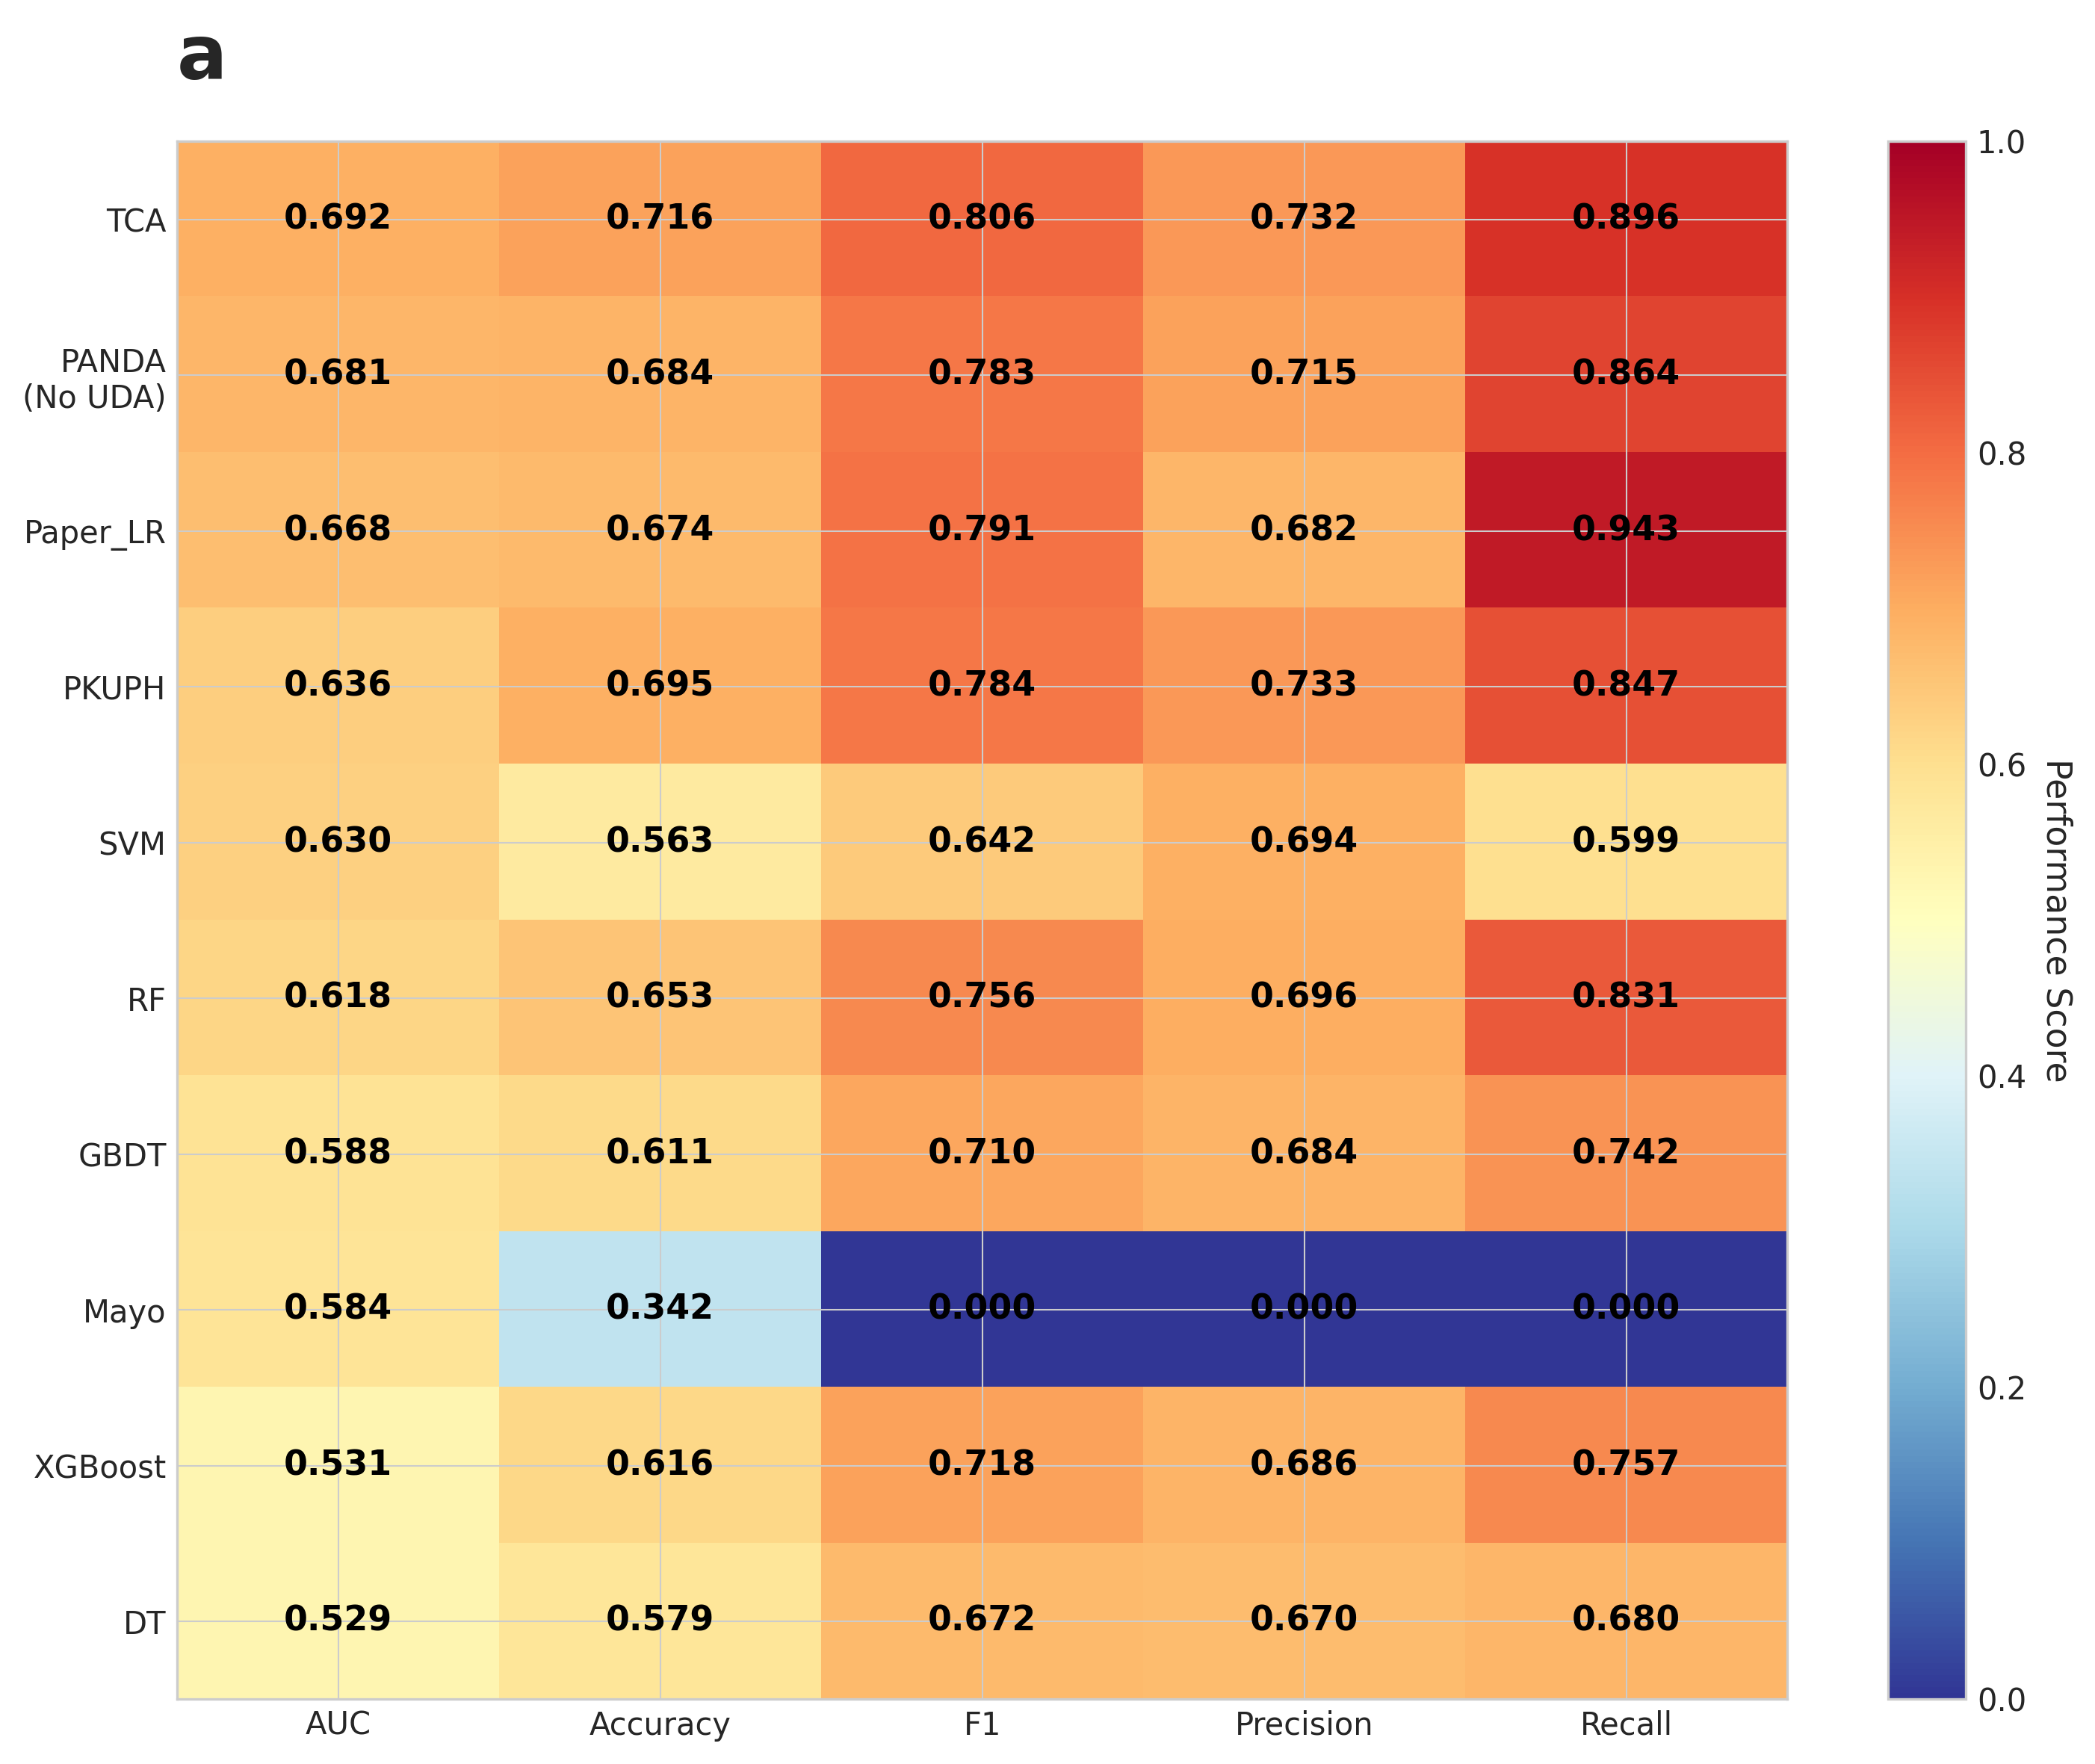 a
1.0
TCA 0.692 0.716 0.806 0.732 0.896
PANDA
(No UDA) 0.681 0.684 0.783 0.715 0.864
0.8
Paper_LR 0.668 0.674 0.791 0.682 0.943
PKUPH 0.636 0.695 0.784 0.733 0.847
0.6
SVM 0.630 0.563 0.642 0.694 0.599
Performance Score
RF 0.618 0.653 0.756 0.696 0.831
0.4
GBDT 0.588 0.611 0.710 0.684 0.742
Mayo 0.584 0.342 0.000 0.000 0.000
0.2
XGBoost 0.531 0.616 0.718 0.686 0.757
DT 0.529 0.579 0.672 0.670 0.680
0.0
AUC Accuracy F1 Precision Recall